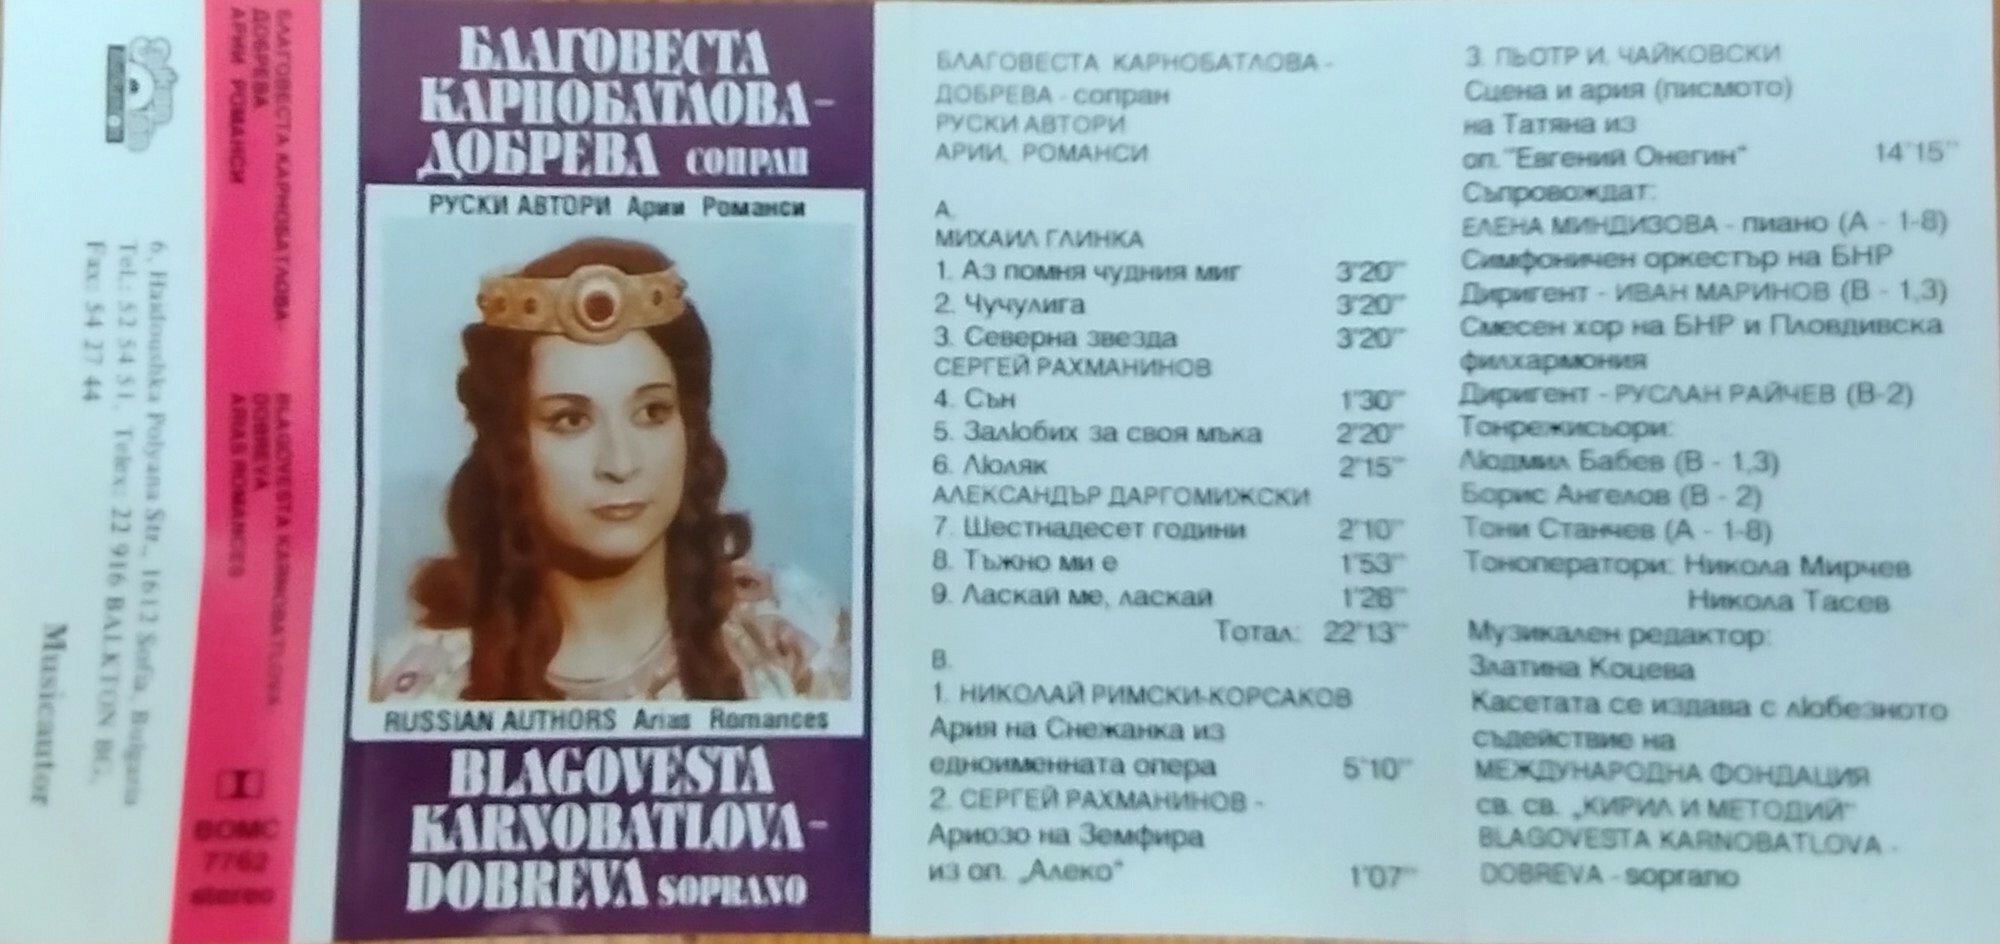 6, Haidoushka Polyana Str., 1612 Sofia, Bulgaria
Tel.: 52 54 51, Telex: 22 916 BALKTON BG,
Fax: 54 27 44
Musicautor
БЛАГОВЕСТА КАРНОБАТЛОВА-
ДОБРЕВА
АРИИ РОМАНСИ
BLAGOVESTA KARNOBATLOVA
DOBREVA
ARIAS ROMANCES
BOMC
7762
stereo
БЛАГОВЕСТА
КАРНОБАТЛОВА-
ДОБРЕВА СОПРАН
РУСКИ АВТОРИ Арии Романси
RUSSIAN AUTHORS Arias Romances
BLAGOVESTA
KARNOBATLOVA-
DOBREVA SOPRANO
БЛАГОВЕСТА КАРНОБАТЛОВА -
ДОБРЕВА - сопран
РУСКИ АВТОРИ
АРИИ, РОМАНСИ
А.
МИХАИЛ ГЛИНКА
1. Аз помня чудния миг 3'20''
2. Чучулига 3'20''
3. Северна звезда 3'20''
СЕРГЕЙ РАХМАНИНОВ
4. Сън 1'30''
5. Залюбих за своя мъка 2'20''
6. Люляк 2'15''
АЛЕКСАНДЪР ДАРГОМИЖСКИ
7. Шестнадесет години 2'10''
8. Тъжно ми е 1'53''
9. Ласкай ме, ласкай 1'28''
Тотал: 22'13''
В.
1. НИКОЛАЙ РИМСКИ-КОРСАКОВ
Ария на Снежанка из
едноименната опера 5'10''
2. СЕРГЕЙ РАХМАНИНОВ -
Ариозо на Земфира
из оп. „Алеко" 1'07''
3. ПЬОТР И. ЧАЙКОВСКИ
Сцена и ария (писмото)
на Татяна из
оп. "Евгений Онегин" 14'15''
Съпровождат:
ЕЛЕНА МИНДИЗОВА - пиано (А - 1-8)
Симфоничен оркестър на БНР
Диригент - ИВАН МАРИНОВ (В - 1,3)
Смесен хор на БНР и Пловдивска
филхармония
Диригент - РУСЛАН РАЙЧЕВ (В-2)
Тонрежисьори:
Людмил Бабев (В - 1,3)
Борис Ангелов (В - 2)
Тони Станчев (А - 1-8)
Тоноператори: Никола Мирчев
Никола Тасев
Музикален редактор:
Златина Коцева
Касетата се издава с любезното
съдействие на
МЕЖДУНАРОДНА ФОНДАЦИЯ
СВ. СВ. „КИРИЛ И МЕТОДИЙ"
BLAGOVESTA KARNOBATLOVA -
DOBREVA - soprano